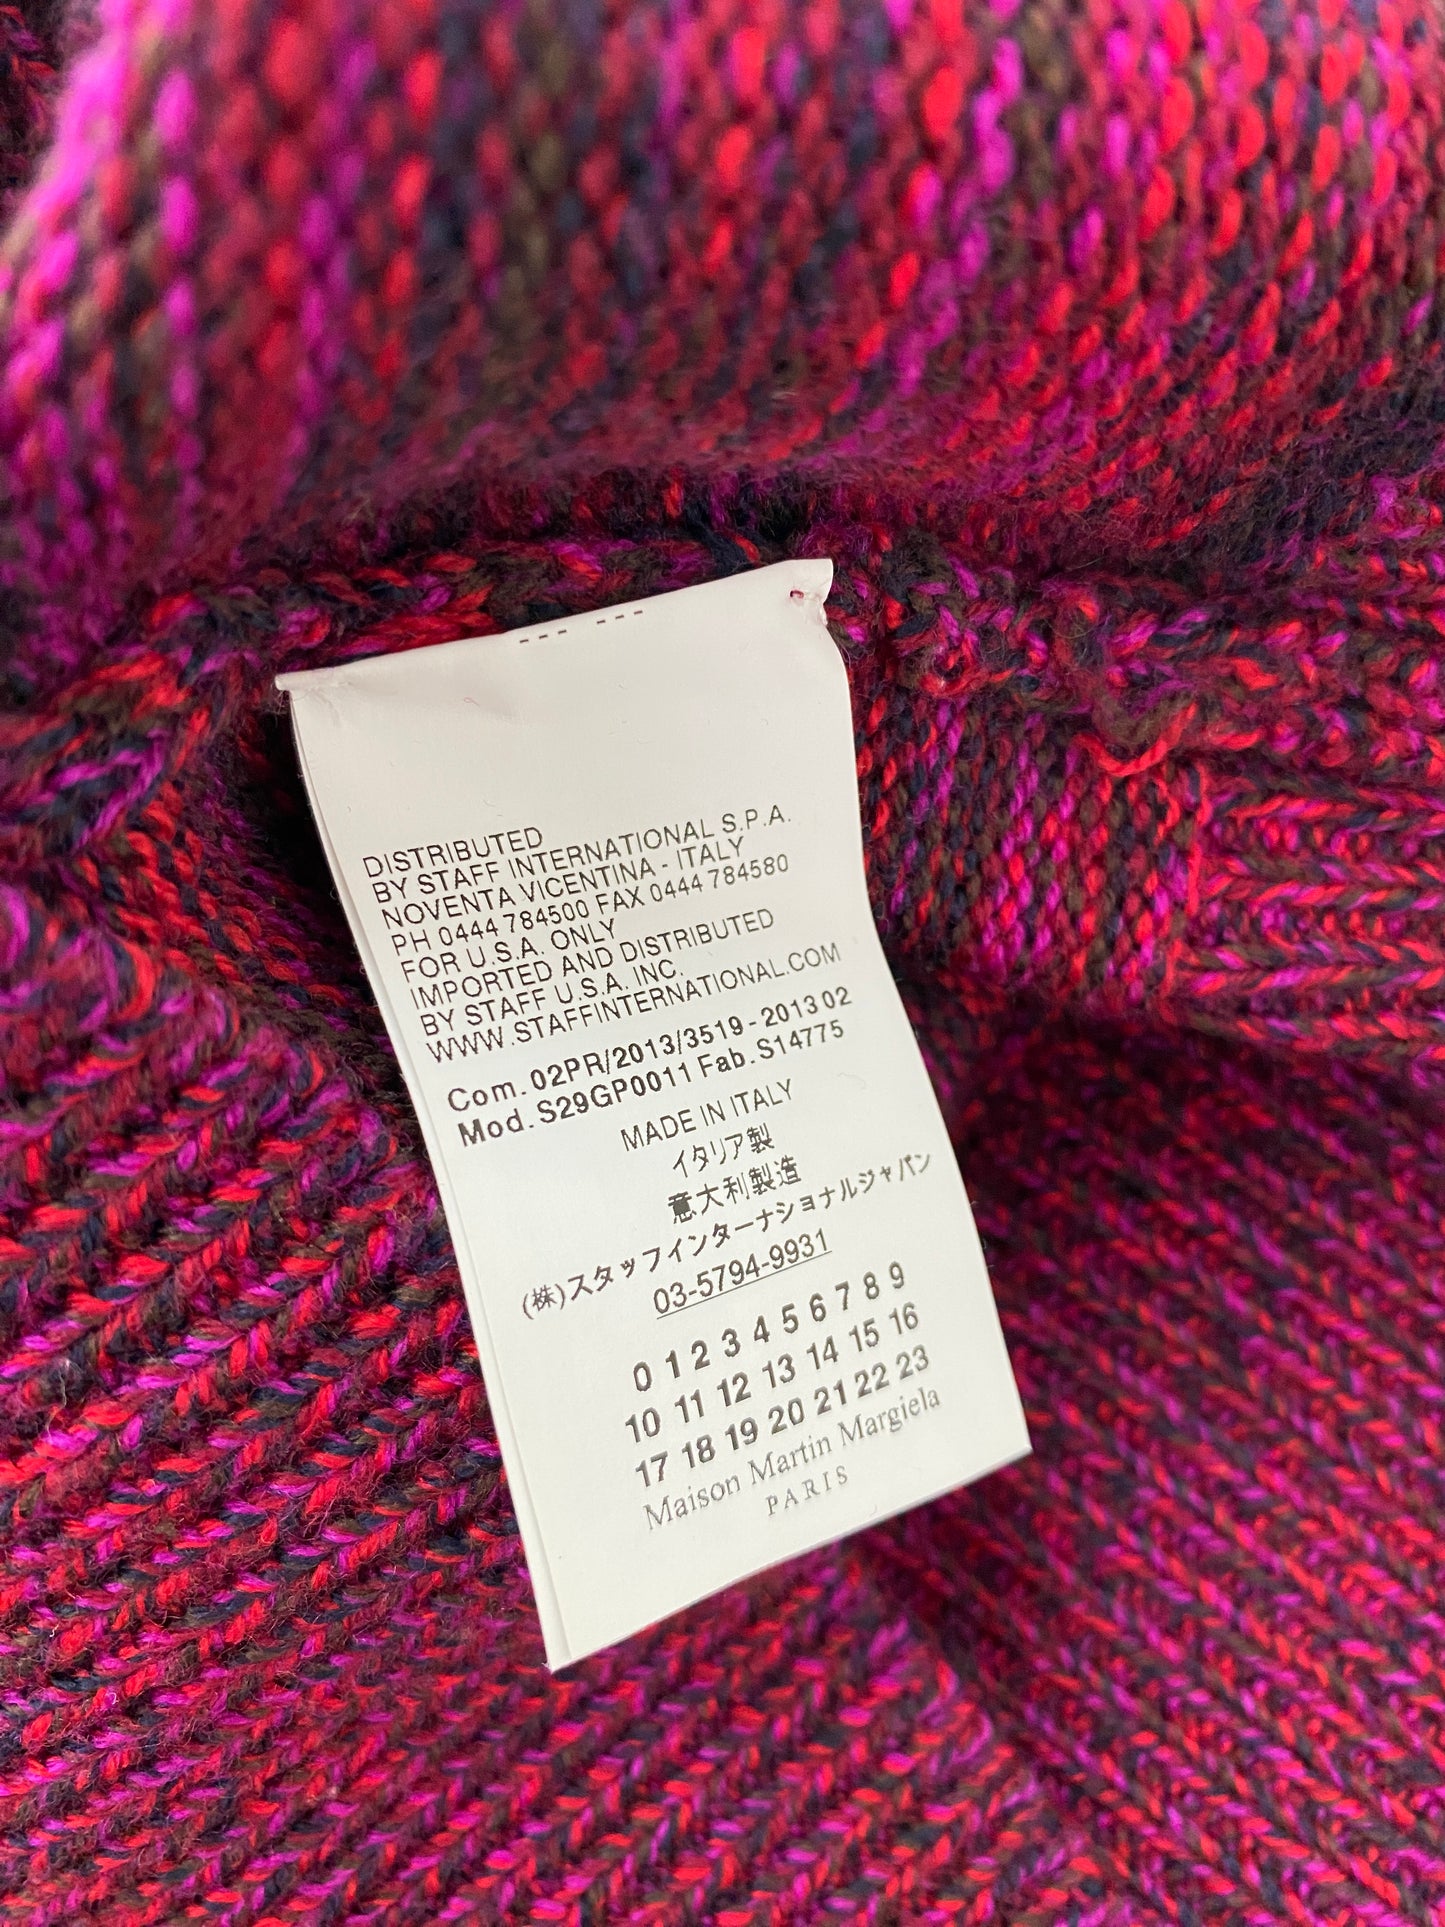 DISTRIBUTED
BY STAFF INTERNATIONAL S.P.A.
NOVENTA VICENTINA - ITALY
PH 0444 784500 FAX 0444 784580
FOR U.S.A. ONLY
IMPORTED AND DISTRIBUTED
BY STAFF U.S.A. INC.
WWW.STAFFINTERNATIONAL.COM
Com. 02PR/2013/3519 - 2013 02
Mod. S29GP0011 Fab. S14775
MADE IN ITALY
イタリア製
意大利製造
(株)スタッフインターナショナルジャパン
03-5794-9931
0 1 2 3 4 5 6 7 8 9
10 11 12 13 14 15 16
17 18 19 20 21 22 23
Maison Martin Margiela
PARIS